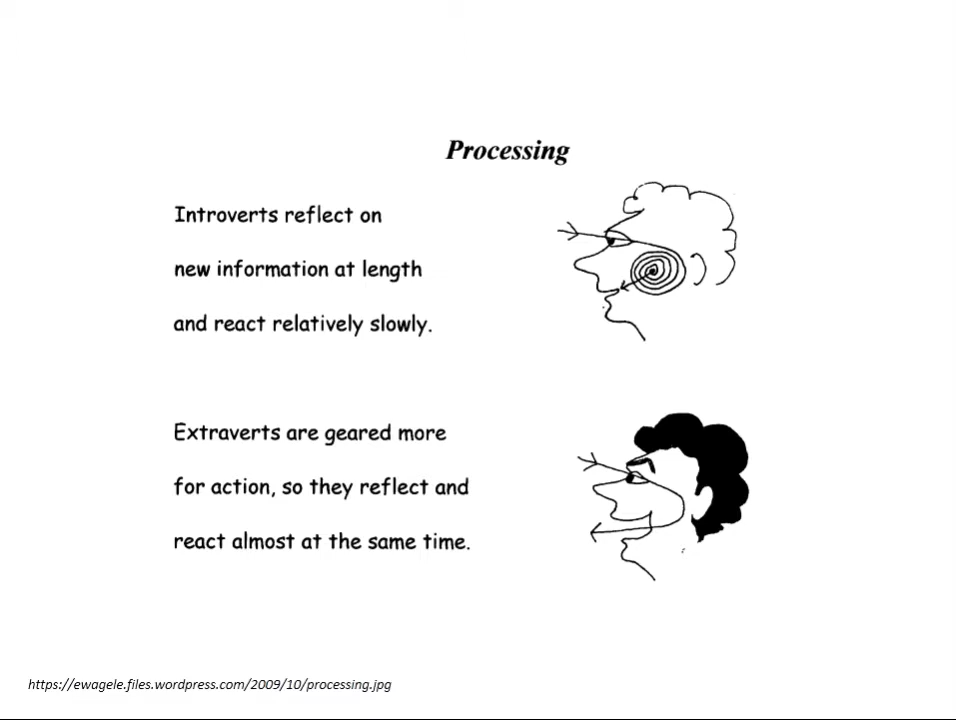 Processing
Introverts reflect on
new information at length
and react relatively slowly.
Extraverts are geared more
for action, so they reflect and
react almost at the same time.
https://ewagele.files.wordpress.com/2009/10/processing.jpg